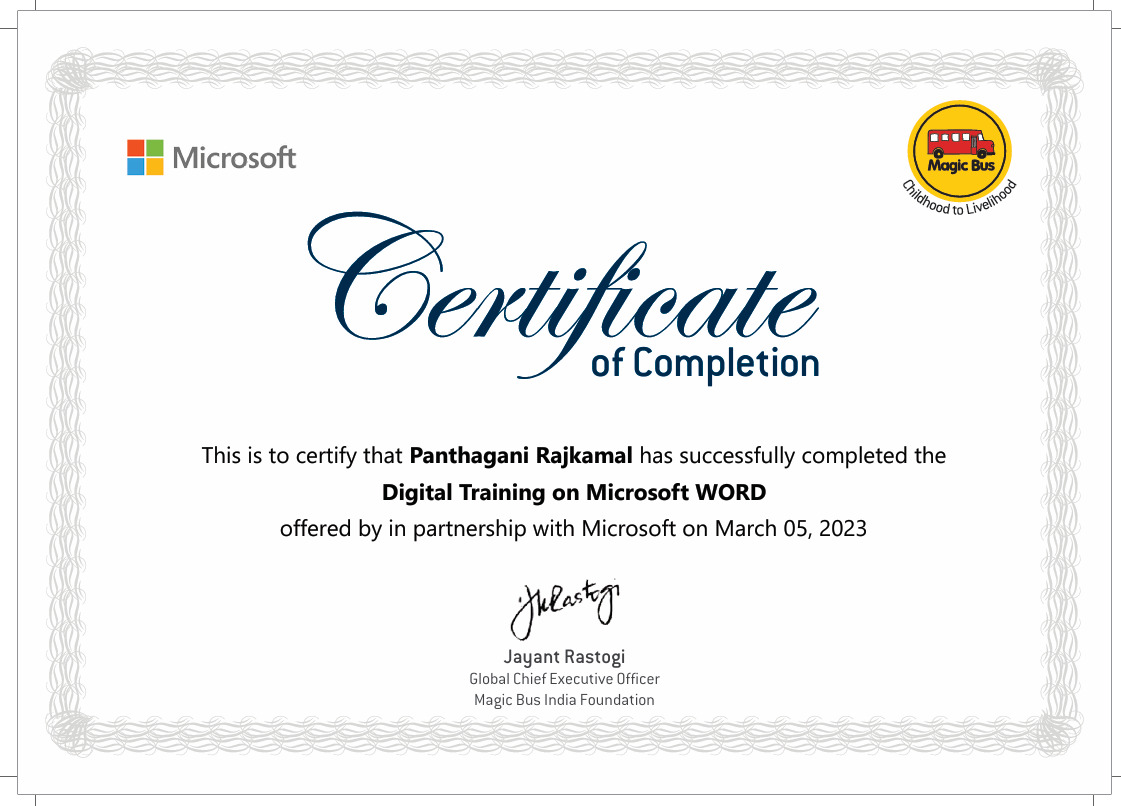 Microsoft
Magic Bus
Childhood to Livelihood
Certificate
of Completion
This is to certify that Panthagani Rajkamal has successfully completed the
Digital Training on Microsoft WORD
offered by in partnership with Microsoft on March 05, 2023
JhRastogi
Jayant Rastogi
Global Chief Executive Officer
Magic Bus India Foundation